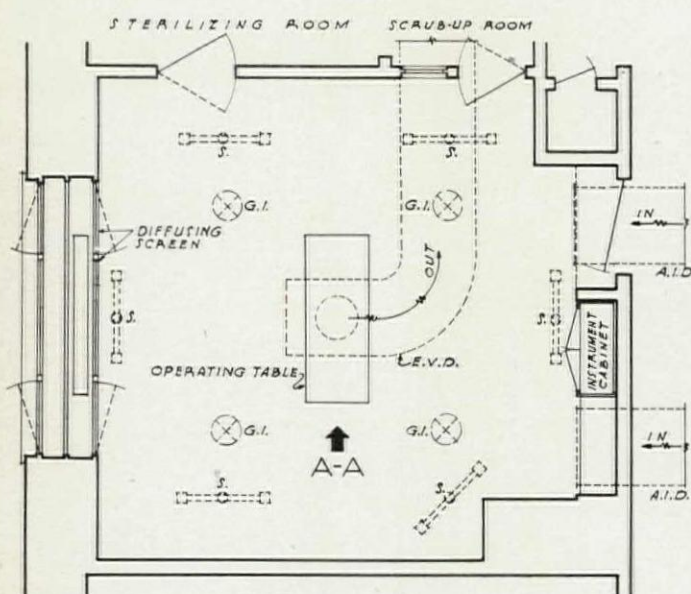 STERILIZING ROOM
SCRUB-UP ROOM
S.
S.
G.I.
G.I.
IN
DIFFUSING
SCREEN
OUT
A.I.D.
S.
S.
INSTRUMENT
CABINET
E.V.D.
OPERATING TABLE
G.I.
G.I.
IN
A-A
S.
S.
A.I.D.